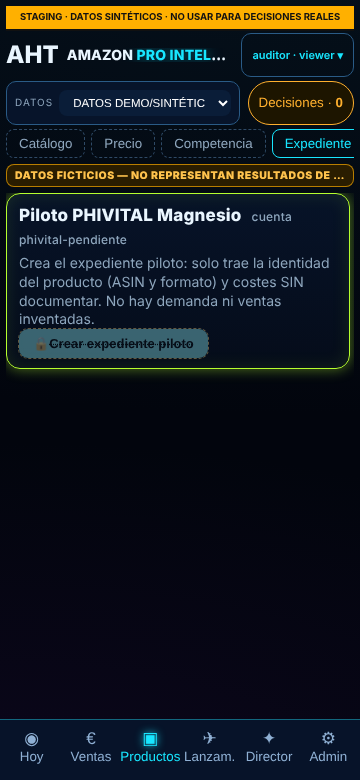 STAGING · DATOS SINTÉTICOS · NO USAR PARA DECISIONES REALES
AHT AMAZON PRO INTEL... auditor · viewer ▾
DATOS DATOS DEMO/SINTÉTIC Decisiones · 0
Catálogo Precio Competencia Expediente
DATOS FICTICIOS — NO REPRESENTAN RESULTADOS DE ...
Piloto PHIVITAL Magnesio cuenta
phivital-pendiente
Crea el expediente piloto: solo trae la identidad
del producto (ASIN y formato) y costes SIN
documentar. No hay demanda ni ventas
inventadas.
Crear expediente piloto
Hoy Ventas Productos Lanzam. Director Admin